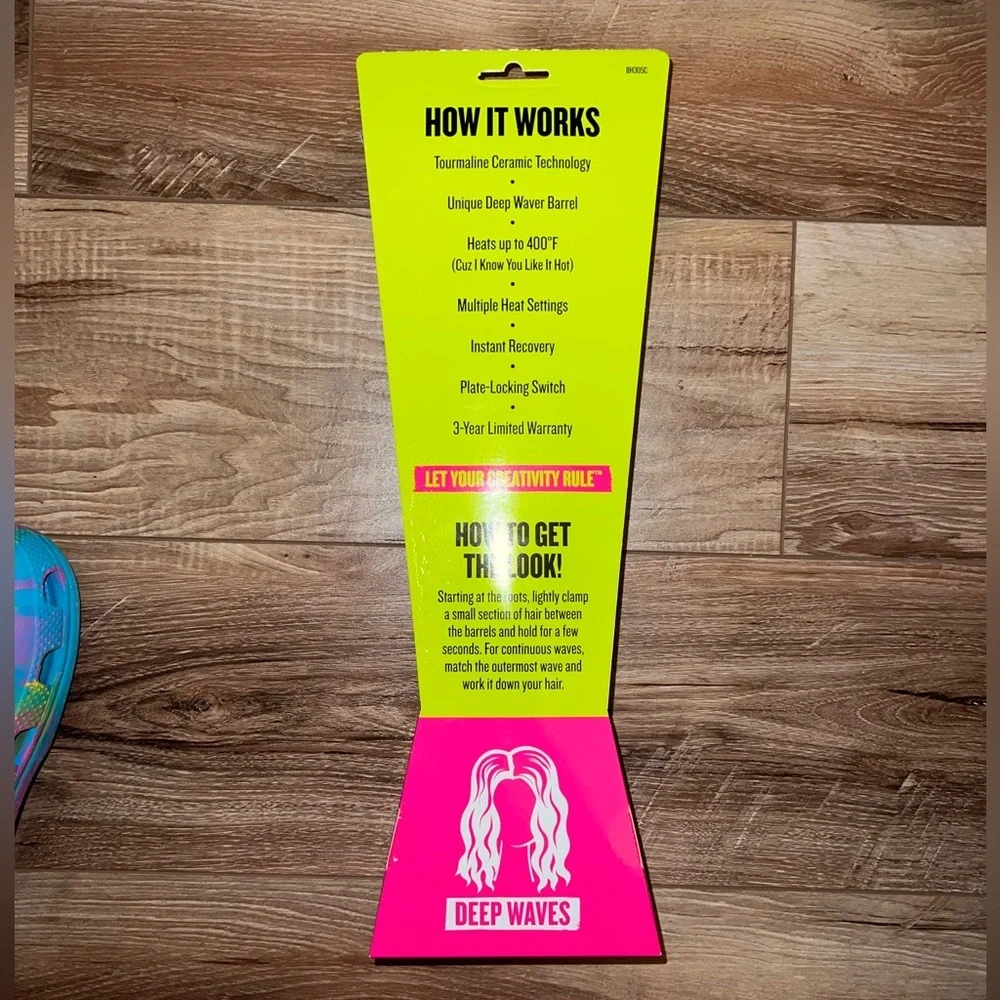 BH305C
HOW IT WORKS
Tourmaline Ceramic Technology
•
Unique Deep Waver Barrel
•
Heats up to 400°F
(Cuz I Know You Like It Hot)
•
Multiple Heat Settings
•
Instant Recovery
•
Plate-Locking Switch
•
3-Year Limited Warranty
LET YOUR CREATIVITY RULE™
HOW TO GET
THE LOOK!
Starting at the roots, lightly clamp
a small section of hair between
the barrels and hold for a few
seconds. For continuous waves,
match the outermost wave and
work it down your hair.
DEEP WAVES